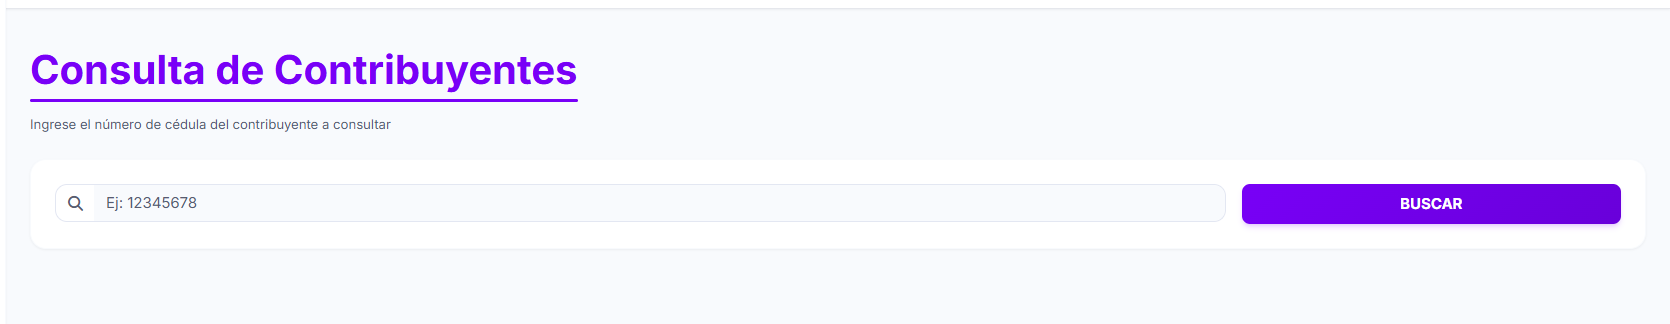 Consulta de Contribuyentes
Ingrese el número de cédula del contribuyente a consultar
Ej: 12345678
BUSCAR